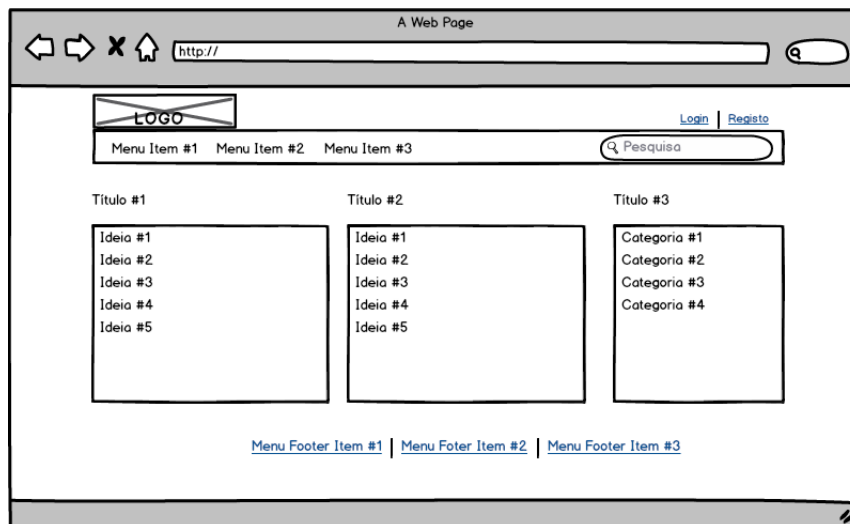 A Web Page
http://
LOGO
Login | Registo
Menu Item #1 Menu Item #2 Menu Item #3 Pesquisa
Título #1 Título #2 Título #3
Ideia #1 Ideia #1 Categoria #1
Ideia #2 Ideia #2 Categoria #2
Ideia #3 Ideia #3 Categoria #3
Ideia #4 Ideia #4 Categoria #4
Ideia #5 Ideia #5
Menu Footer Item #1 | Menu Foter Item #2 | Menu Footer Item #3